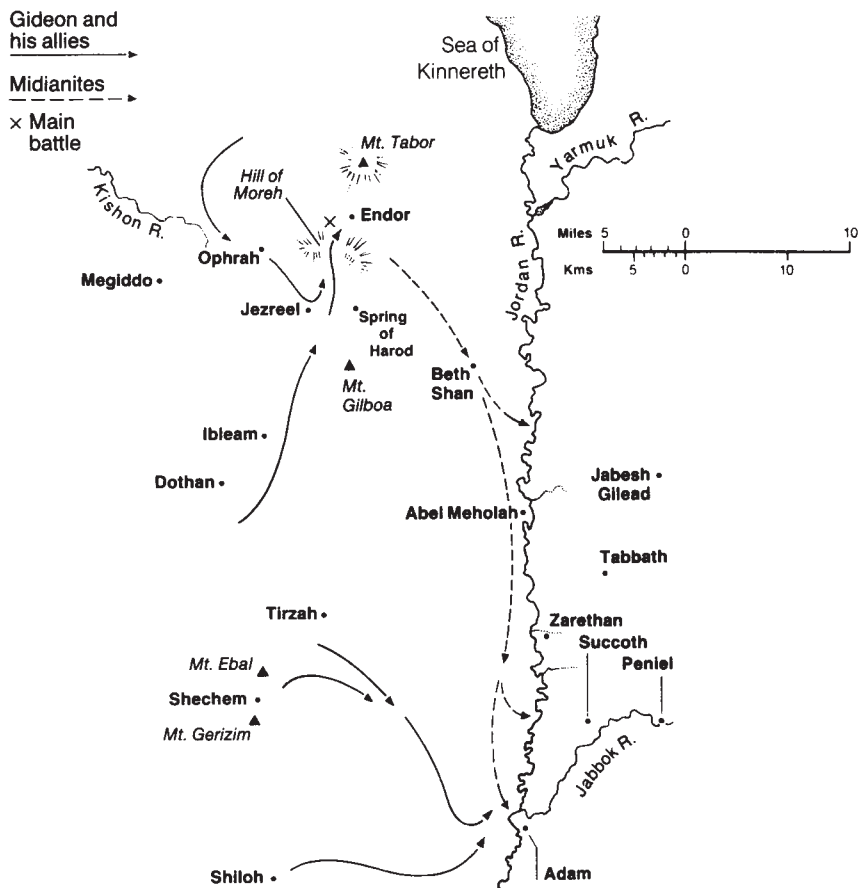 Gideon and
his allies
Midianites
× Main
battle
Sea of
Kinnereth
Yarmuk R.
Mt. Tabor
Hill of
Moreh
Kishon R.
Endor
Jordan R.
Miles 5 0 10
Kms 5 0 10
Ophrah
Megiddo
Jezreel
Spring
of
Harod
Beth
Shan
Mt.
Gilboa
Ibleam
Dothan
Jabesh
Gilead
Abel Meholah
Tabbath
Tirzah
Zarethan
Succoth
Peniel
Mt. Ebal
Shechem
Mt. Gerizim
Jabbok R.
Shiloh
Adam